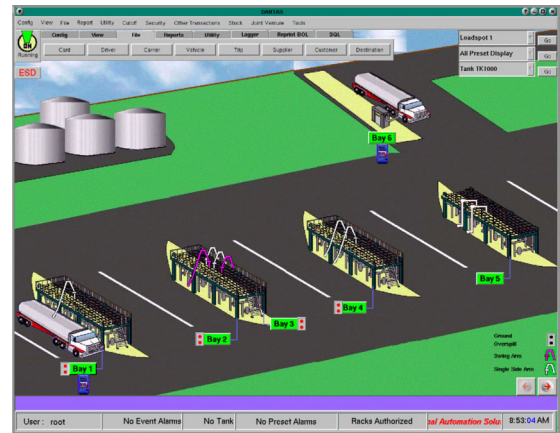 DANTAS
Config View File Report Utility Cutoff Security Other Transactions Stock Joint Venture Tools
Config View File Reports Utility Logger Reprint BOL SQL
Card Driver Carrier Vehicle Trip Supplier Customer Destination
Running
ESD
Loadspot 1 Go
All Preset Display Go
Tank TK1000 Go
Bay 6
Bay 5
Bay 4
Bay 3
Bay 2
Bay 1
Ground
Overspill
Swing Arm
Single Side Arm
User: root No Event Alarms No Tank No Preset Alarms Racks Authorized nal Automation Solu 8:53:04 AM